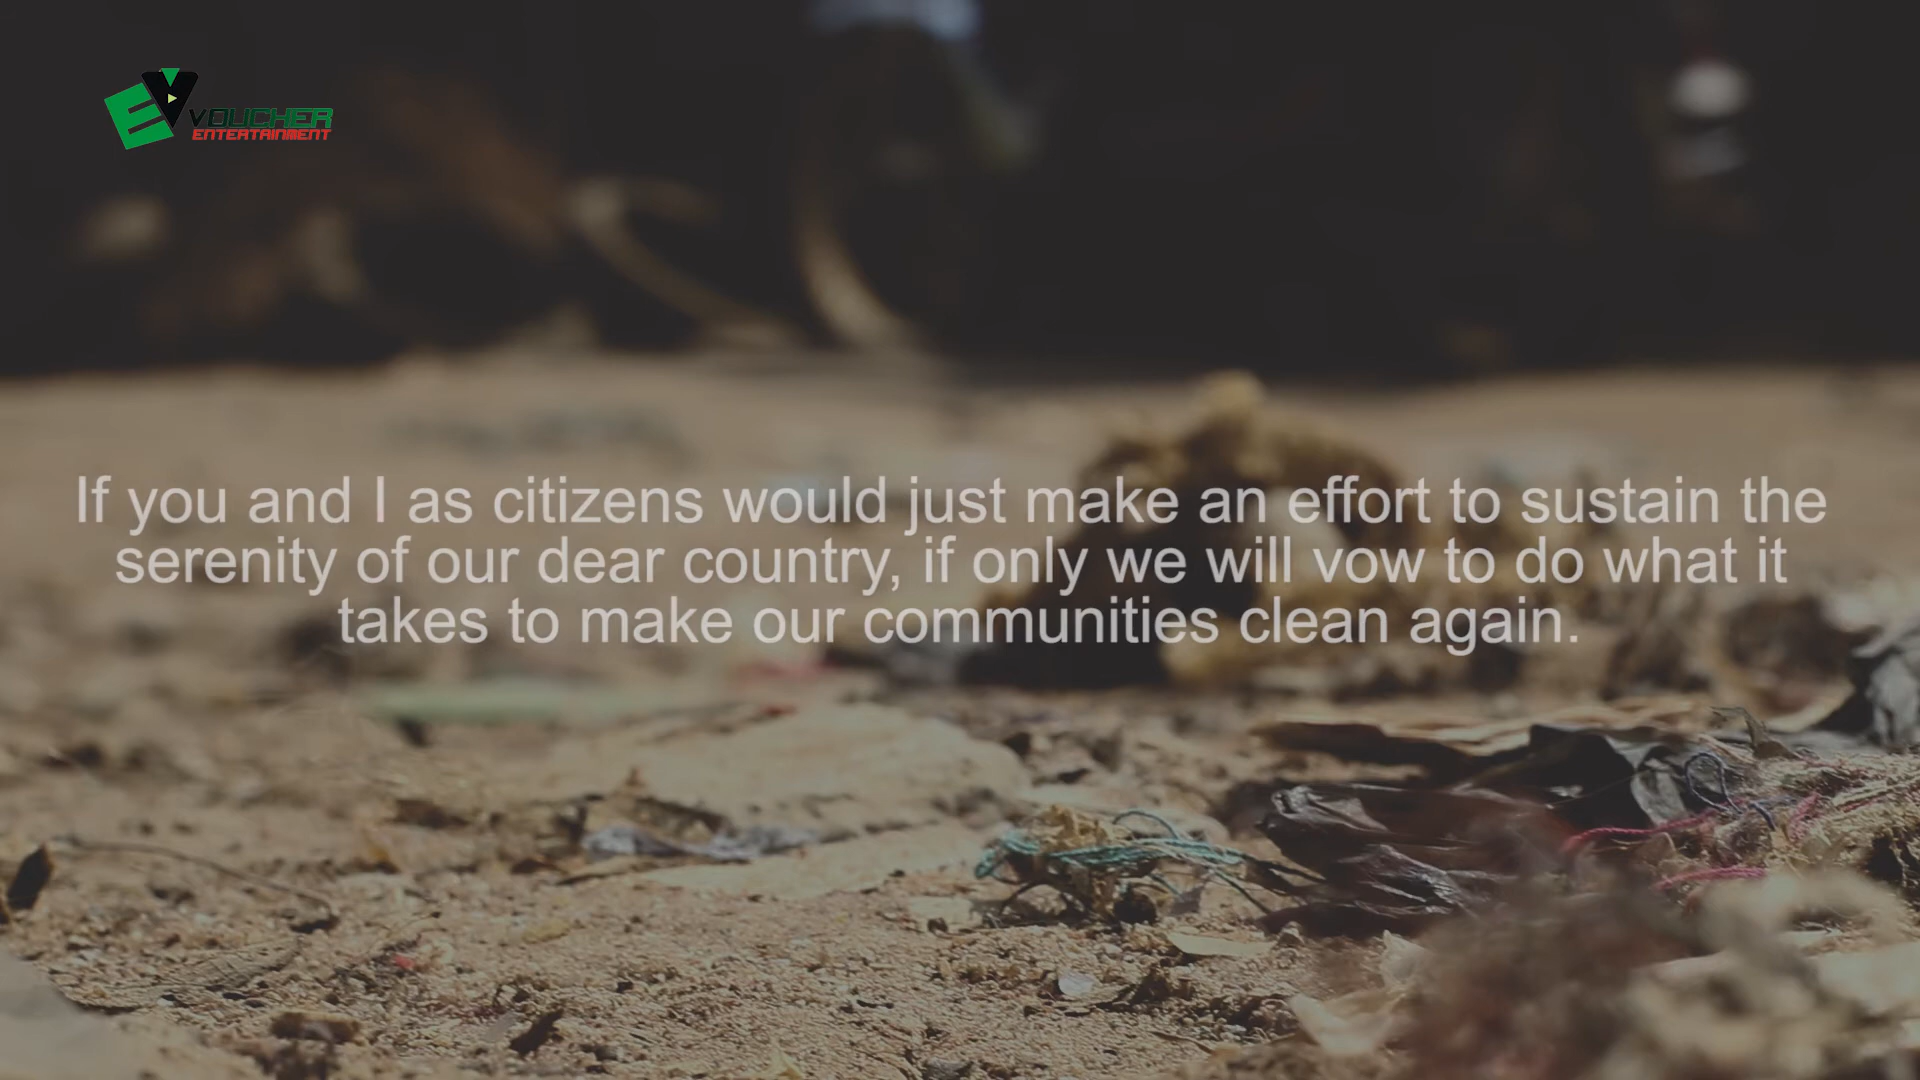 VOUCHER
ENTERTAINMENT
If you and I as citizens would just make an effort to sustain the
serenity of our dear country, if only we will vow to do what it
takes to make our communities clean again.